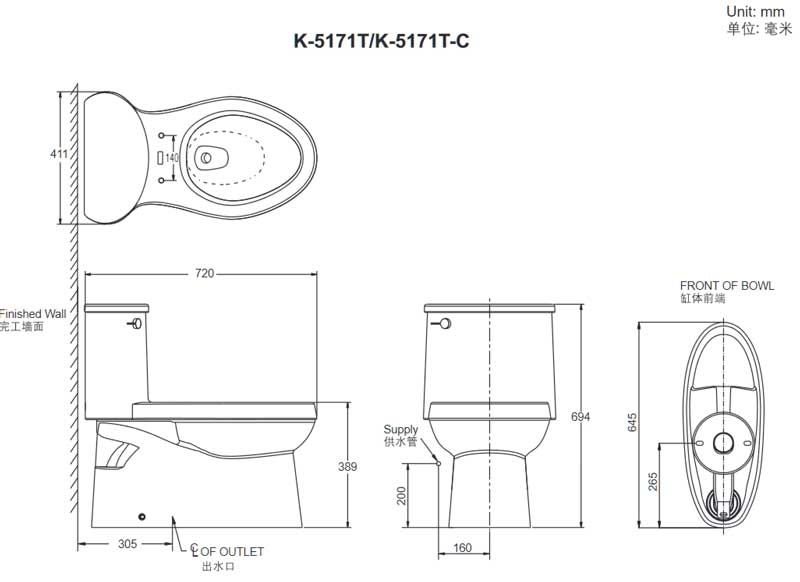 Unit: mm
单位: 毫米
K-5171T/K-5171T-C
411
140
720
Finished Wall
完工墙面
FRONT OF BOWL
缸体前端
Supply
供水管
694
645
389
265
200
305
160
℄ OF OUTLET
出水口